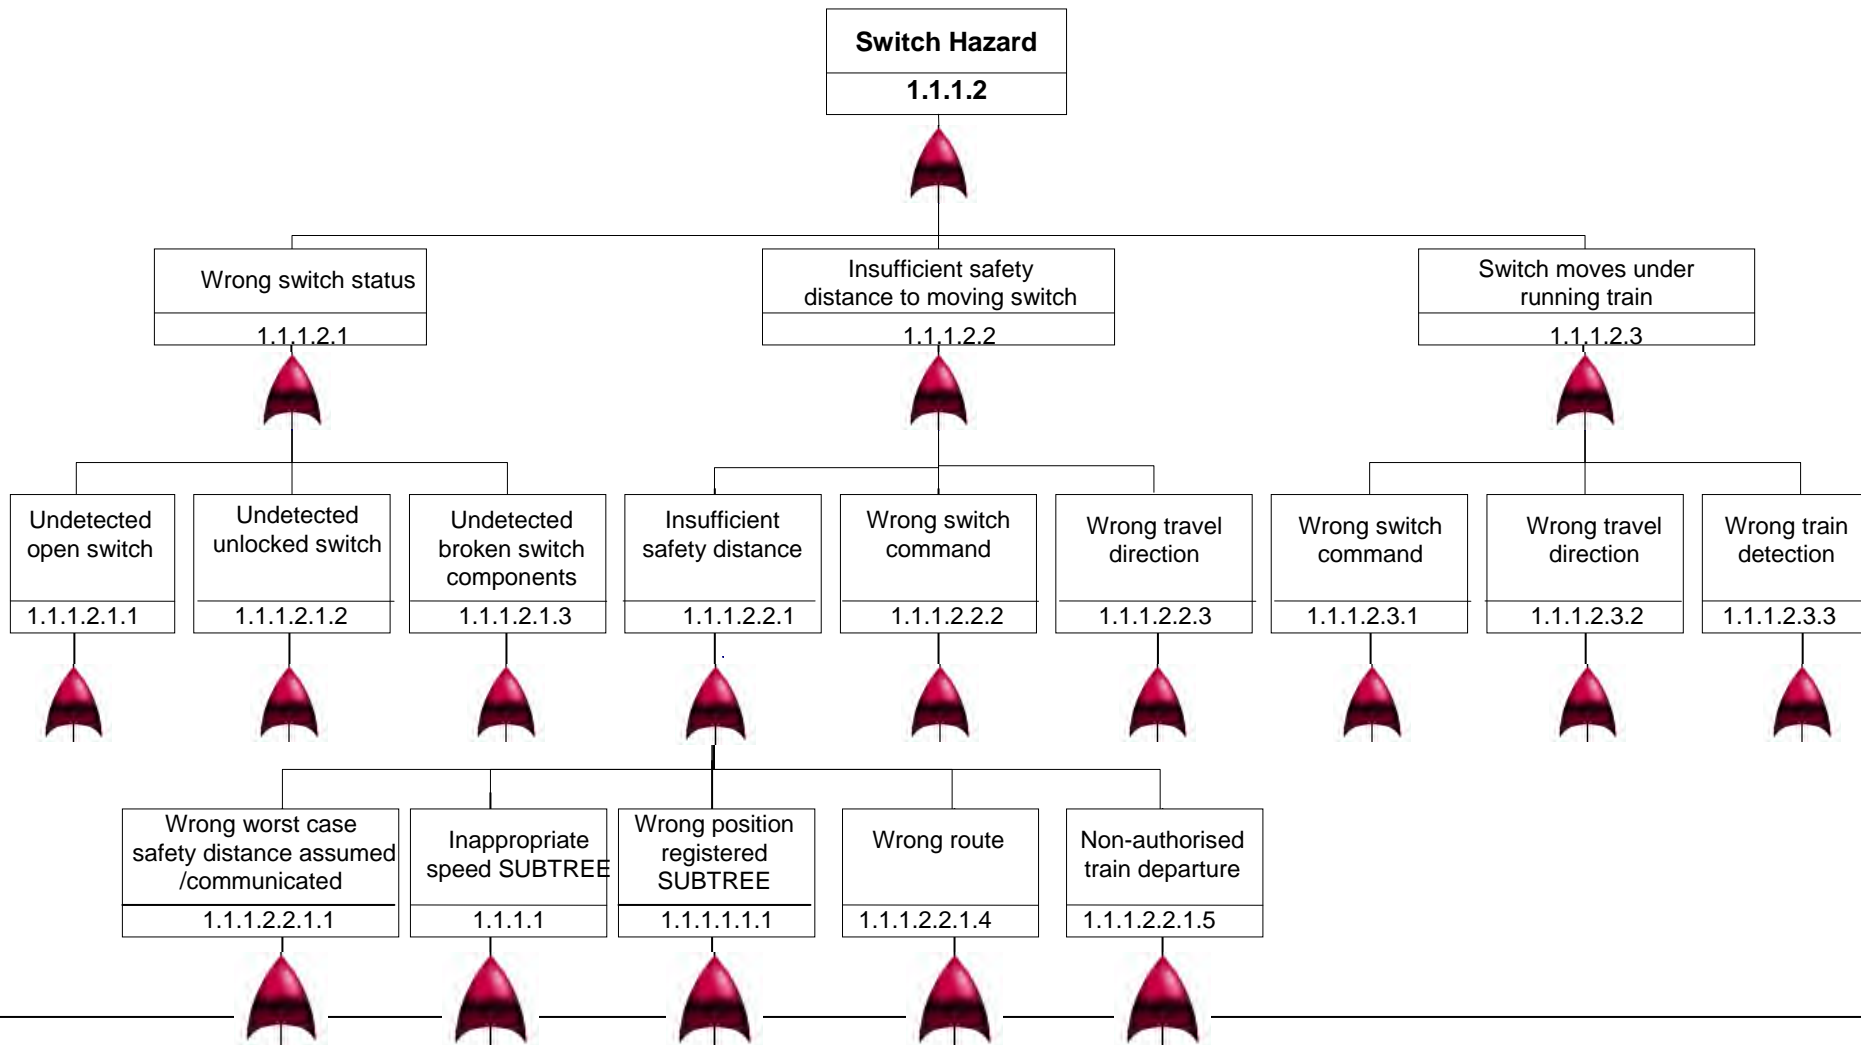 Switch Hazard
1.1.1.2
Wrong switch status
1.1.1.2.1
Insufficient safety
distance to moving switch
1.1.1.2.2
Switch moves under
running train
1.1.1.2.3
Undetected
open switch
1.1.1.2.1.1
Undetected
unlocked switch
1.1.1.2.1.2
Undetected
broken switch
components
1.1.1.2.1.3
Insufficient
safety distance
1.1.1.2.2.1
Wrong switch
command
1.1.1.2.2.2
Wrong travel
direction
1.1.1.2.2.3
Wrong switch
command
1.1.1.2.3.1
Wrong travel
direction
1.1.1.2.3.2
Wrong train
detection
1.1.1.2.3.3
Wrong worst case
safety distance assumed
/communicated
1.1.1.2.2.1.1
Inappropriate
speed SUBTREE
1.1.1.1
Wrong position
registered
SUBTREE
1.1.1.1.1.1
Wrong route
1.1.1.2.2.1.4
Non-authorised
train departure
1.1.1.2.2.1.5